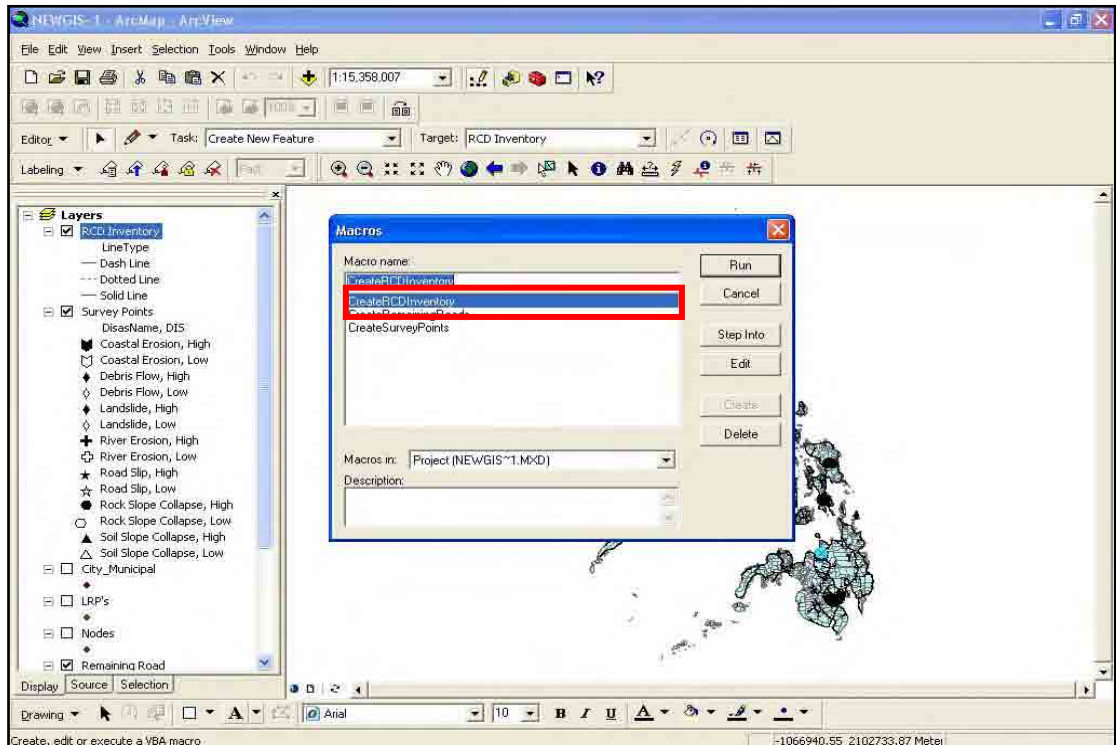 NEWGIS~1 - ArcMap - ArcView
File Edit View Insert Selection Tools Window Help
1:15,358,007
100%
Editor Task: Create New Feature Target: RCD Inventory
Labeling Fast
Layers
RCD Inventory
LineType
Dash Line
Dotted Line
Solid Line
Survey Points
DisasName, DIS
Coastal Erosion, High
Coastal Erosion, Low
Debris Flow, High
Debris Flow, Low
Landslide, High
Landslide, Low
River Erosion, High
River Erosion, Low
Road Slip, High
Road Slip, Low
Rock Slope Collapse, High
Rock Slope Collapse, Low
Soil Slope Collapse, High
Soil Slope Collapse, Low
City_Municipal
LRP's
Nodes
Remaining Road
Display Source Selection
Macros
Macro name:
CreateRCDInventory
CreateRCDInventory
CreateRemainingRoads
CreateSurveyPoints
Run
Cancel
Step Into
Edit
Create
Delete
Macros in: Project (NEWGIS~1.MXD)
Description:
Drawing A Arial 10 B I U A
Create, edit or execute a VBA macro -1066940.55 2102733.87 Meter